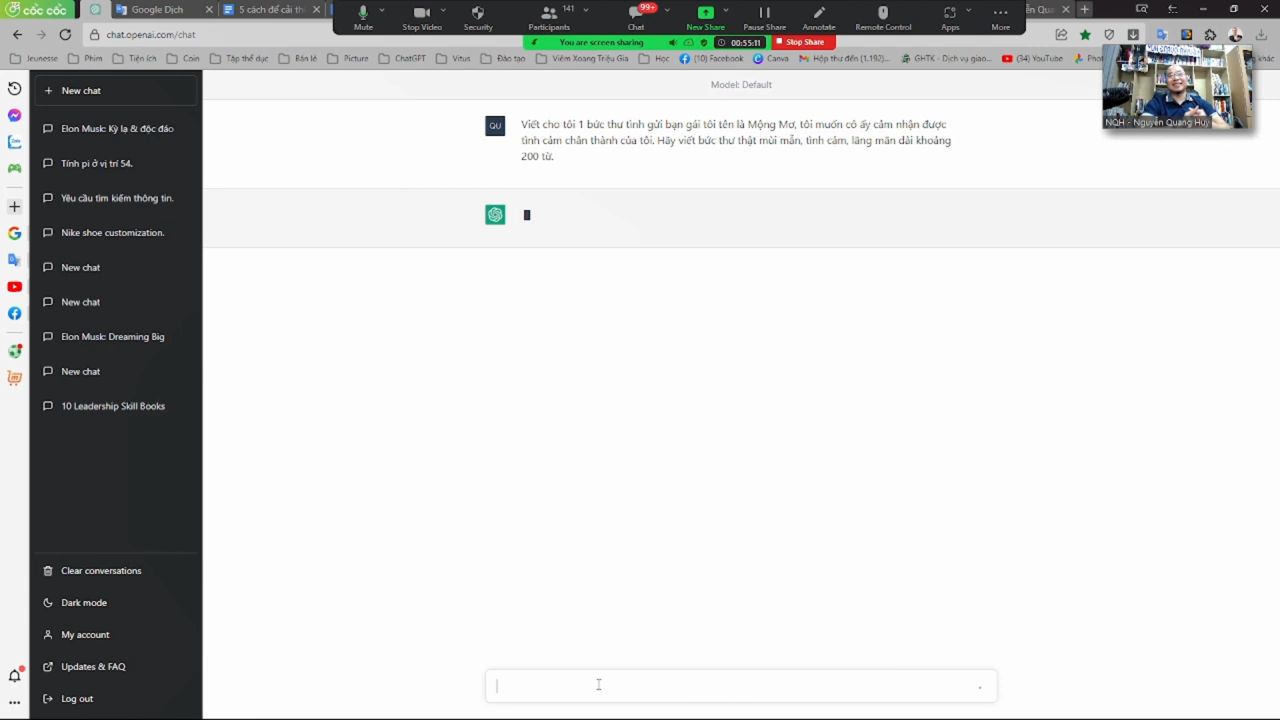 Cốc Cốc
Google Dịch
5 cách để cải th
Mute
Stop Video
Security
141
Participants
99+
Chat
New Share
Pause Share
Annotate
Remote Control
Apps
More
chat.openai.com/chat
You are screen sharing
00:55:11
Stop Share
Jeunesse
Phim
Tiện ích
Coin
Tập thể dục
Bán lẻ
Picture
ChatGPT
Vitale
Đào tạo
Viêm Xoang Triệu Gia
Học
(10) Facebook
Canva
Hộp thư đến (1.192)...
GHTK - Dịch vụ giao...
(34) YouTube
khác
New chat
Model: Default
NQH - Nguyễn Quang Huy
Elon Musk: Kỳ lạ & độc đáo
QU
Viết cho tôi 1 bức thư tình gửi bạn gái tôi tên là Mộng Mơ, tôi muốn cô ấy cảm nhận được
tình cảm chân thành của tôi. Hãy viết bức thư thật mùi mẫn, tình cảm, lãng mãn dài khoảng
200 từ.
Tính pi ở vị trí 54.
Yêu cầu tìm kiếm thông tin.
Nike shoe customization.
New chat
New chat
Elon Musk: Dreaming Big
New chat
10 Leadership Skill Books
Clear conversations
Dark mode
My account
Updates & FAQ
Log out